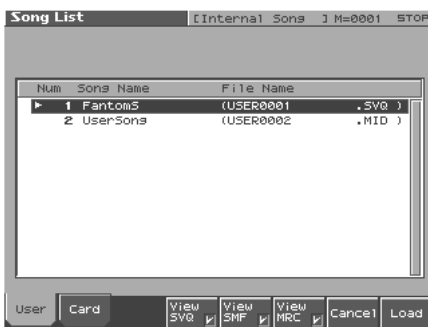 Song List [Internal Song ] M=0001 STOP
Num Song Name File Name
1 FantomS (USER0001 .SVQ )
2 UserSong (USER0002 .MID )
User Card View SVQ View SMF View MRC Cancel Load